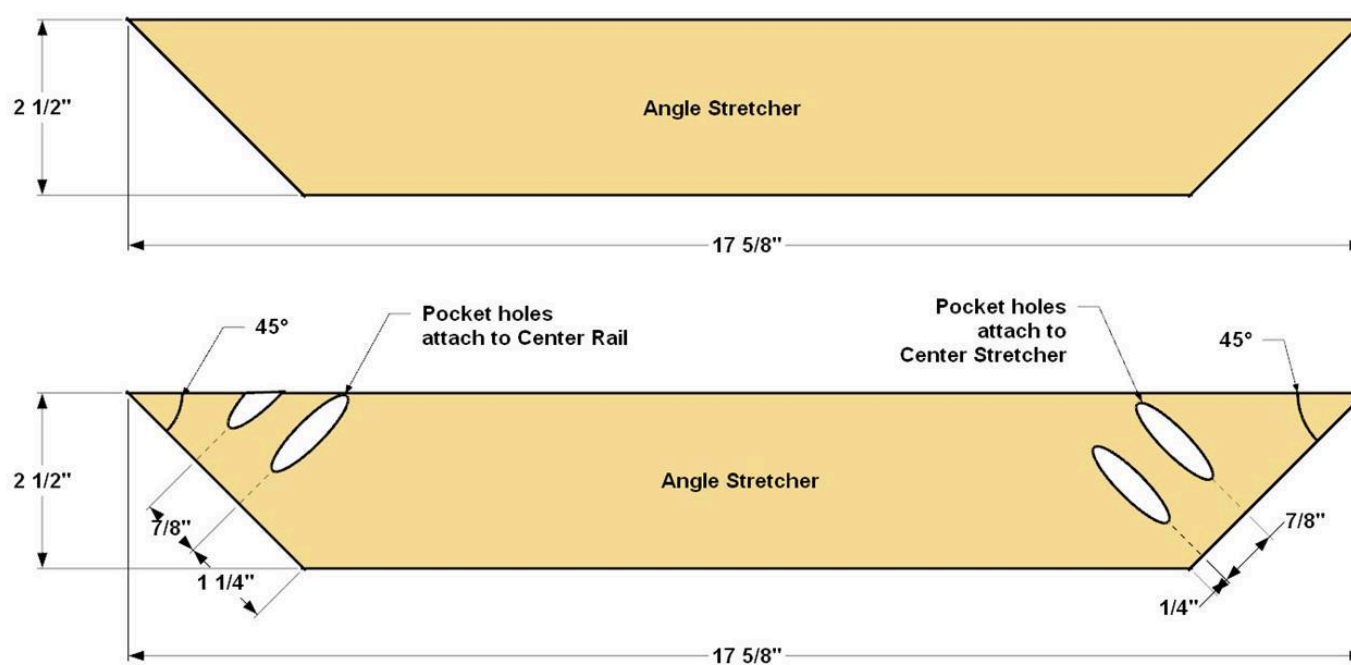 2 1/2"
Angle Stretcher
17 5/8"
45°
Pocket holes
attach to Center Rail
Pocket holes
attach to
Center Stretcher
45°
2 1/2"
Angle Stretcher
7/8"
1 1/4"
7/8"
1/4"
17 5/8"